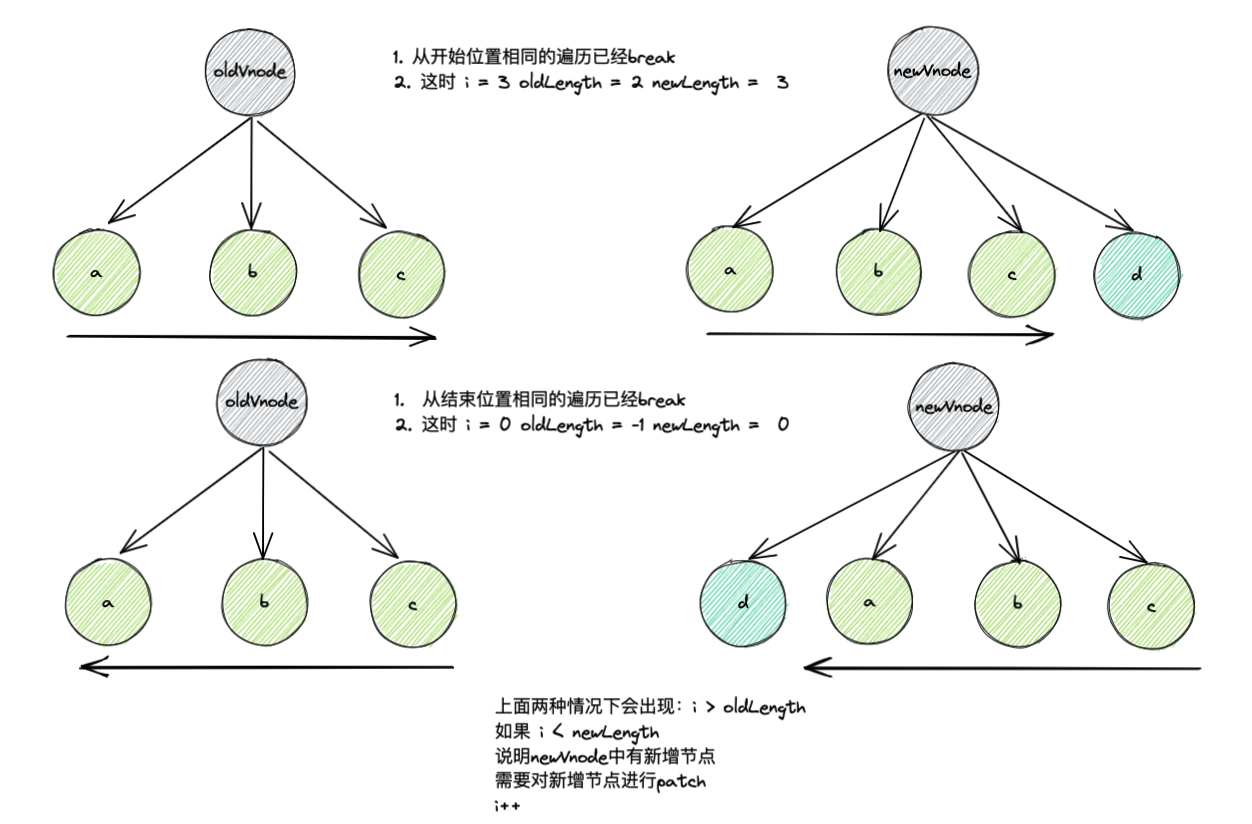 oldVnode
1. 从开始位置相同的遍历已经break
2. 这时 i = 3 oldLength = 2 newLength = 3
newVnode
a
b
c
a
b
c
d
oldVnode
1. 从结束位置相同的遍历已经break
2. 这时 i = 0 oldLength = -1 newLength = 0
newVnode
a
b
c
d
a
b
c
上面两种情况下会出现：i > oldLength
如果 i < newLength
说明newVnode中有新增节点
需要对新增节点进行patch
i++